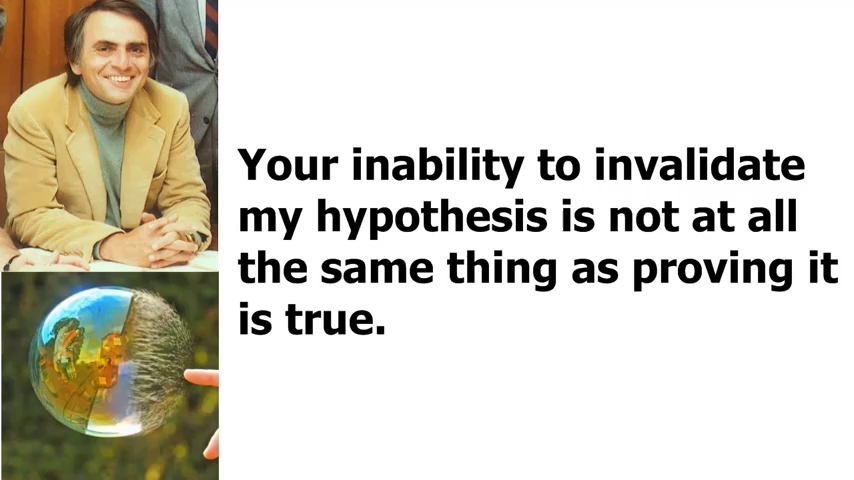 Your inability to invalidate
my hypothesis is not at all
the same thing as proving it
is true.